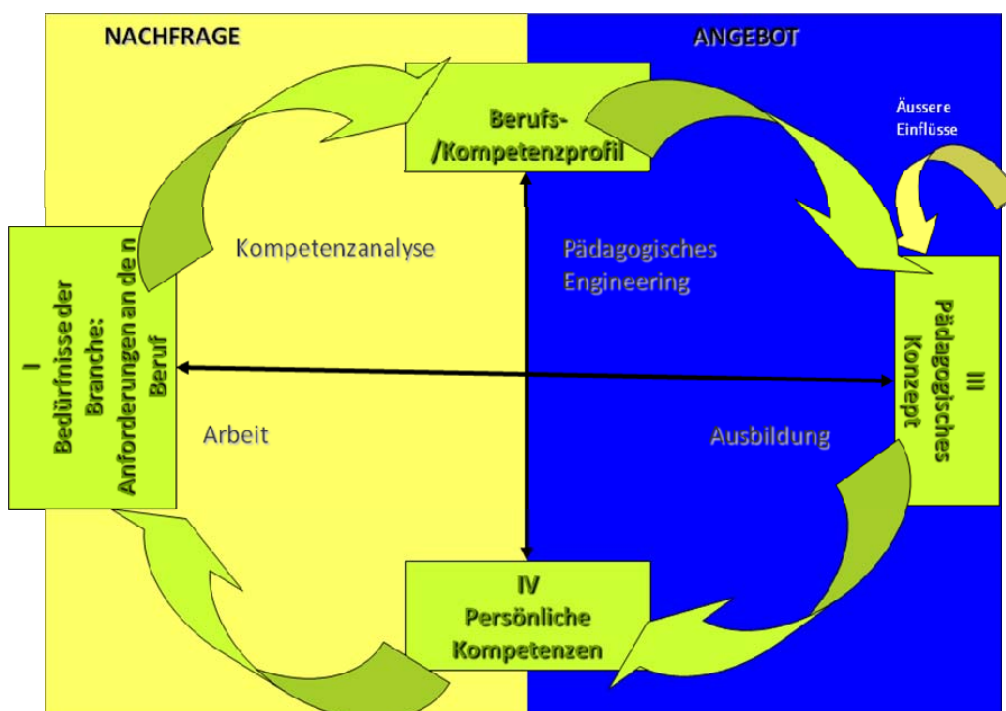 NACHFRAGE
ANGEBOT
Äussere
Einflüsse
Berufs-
/Kompetenzprofil
Kompetenzanalyse
Pädagogisches
Engineering
I
Bedürfnisse der
Branche:
Anforderungen an de n
Beruf
III
Pädagogisches
Konzept
Arbeit
Ausbildung
IV
Persönliche
Kompetenzen